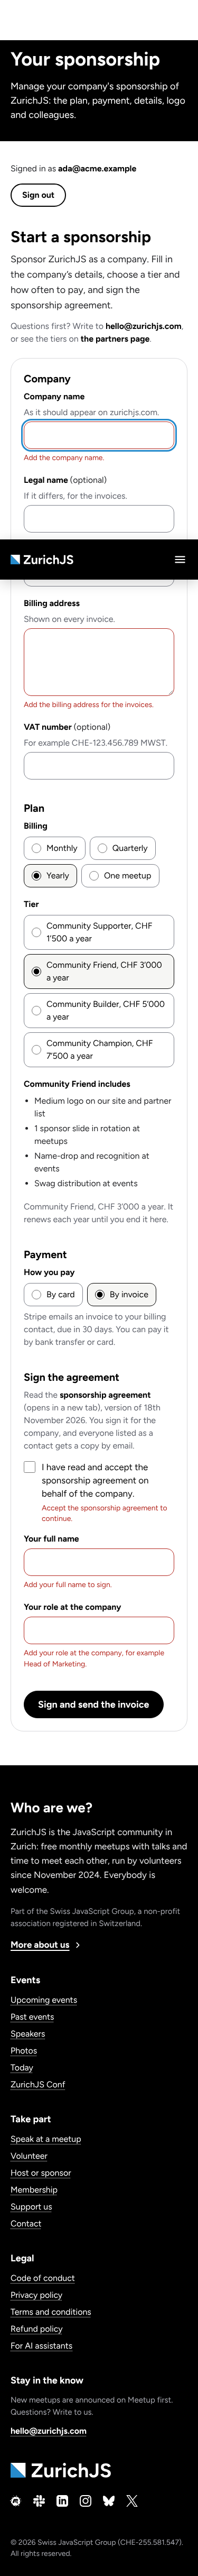 Your sponsorship
Manage your company's sponsorship of
ZurichJS: the plan, payment, details, logo
and colleagues.
Signed in as ada@acme.example
Sign out
Start a sponsorship
Sponsor ZurichJS as a company. Fill in
the company's details, choose a tier and
how often to pay, and sign the
sponsorship agreement.
Questions first? Write to hello@zurichjs.com,
or see the tiers on the partners page.
Company
Company name
As it should appear on zurichjs.com.
Add the company name.
Legal name (optional)
If it differs, for the invoices.
ZurichJS
Billing address
Shown on every invoice.
Add the billing address for the invoices.
VAT number (optional)
For example CHE-123.456.789 MWST.
Plan
Billing
Monthly
Quarterly
Yearly
One meetup
Tier
Community Supporter, CHF
1'500 a year
Community Friend, CHF 3'000
a year
Community Builder, CHF 5'000
a year
Community Champion, CHF
7'500 a year
Community Friend includes
• Medium logo on our site and partner
list
• 1 sponsor slide in rotation at
meetups
• Name-drop and recognition at
events
• Swag distribution at events
Community Friend, CHF 3'000 a year. It
renews each year until you end it here.
Payment
How you pay
By card
By invoice
Stripe emails an invoice to your billing
contact, due in 30 days. You can pay it
by bank transfer or card.
Sign the agreement
Read the sponsorship agreement
(opens in a new tab), version of 18th
November 2026. You sign it for the
company, and everyone listed as a
contact gets a copy by email.
I have read and accept the
sponsorship agreement on
behalf of the company.
Accept the sponsorship agreement to
continue.
Your full name
Add your full name to sign.
Your role at the company
Add your role at the company, for example
Head of Marketing.
Sign and send the invoice
Who are we?
ZurichJS is the JavaScript community in
Zurich: free monthly meetups with talks and
time to meet each other, run by volunteers
since November 2024. Everybody is
welcome.
Part of the Swiss JavaScript Group, a non-profit
association registered in Switzerland.
More about us
Events
Upcoming events
Past events
Speakers
Photos
Today
ZurichJS Conf
Take part
Speak at a meetup
Volunteer
Host or sponsor
Membership
Support us
Contact
Legal
Code of conduct
Privacy policy
Terms and conditions
Refund policy
For AI assistants
Stay in the know
New meetups are announced on Meetup first.
Questions? Write to us.
hello@zurichjs.com
ZurichJS
© 2026 Swiss JavaScript Group (CHE-255.581.547).
All rights reserved.